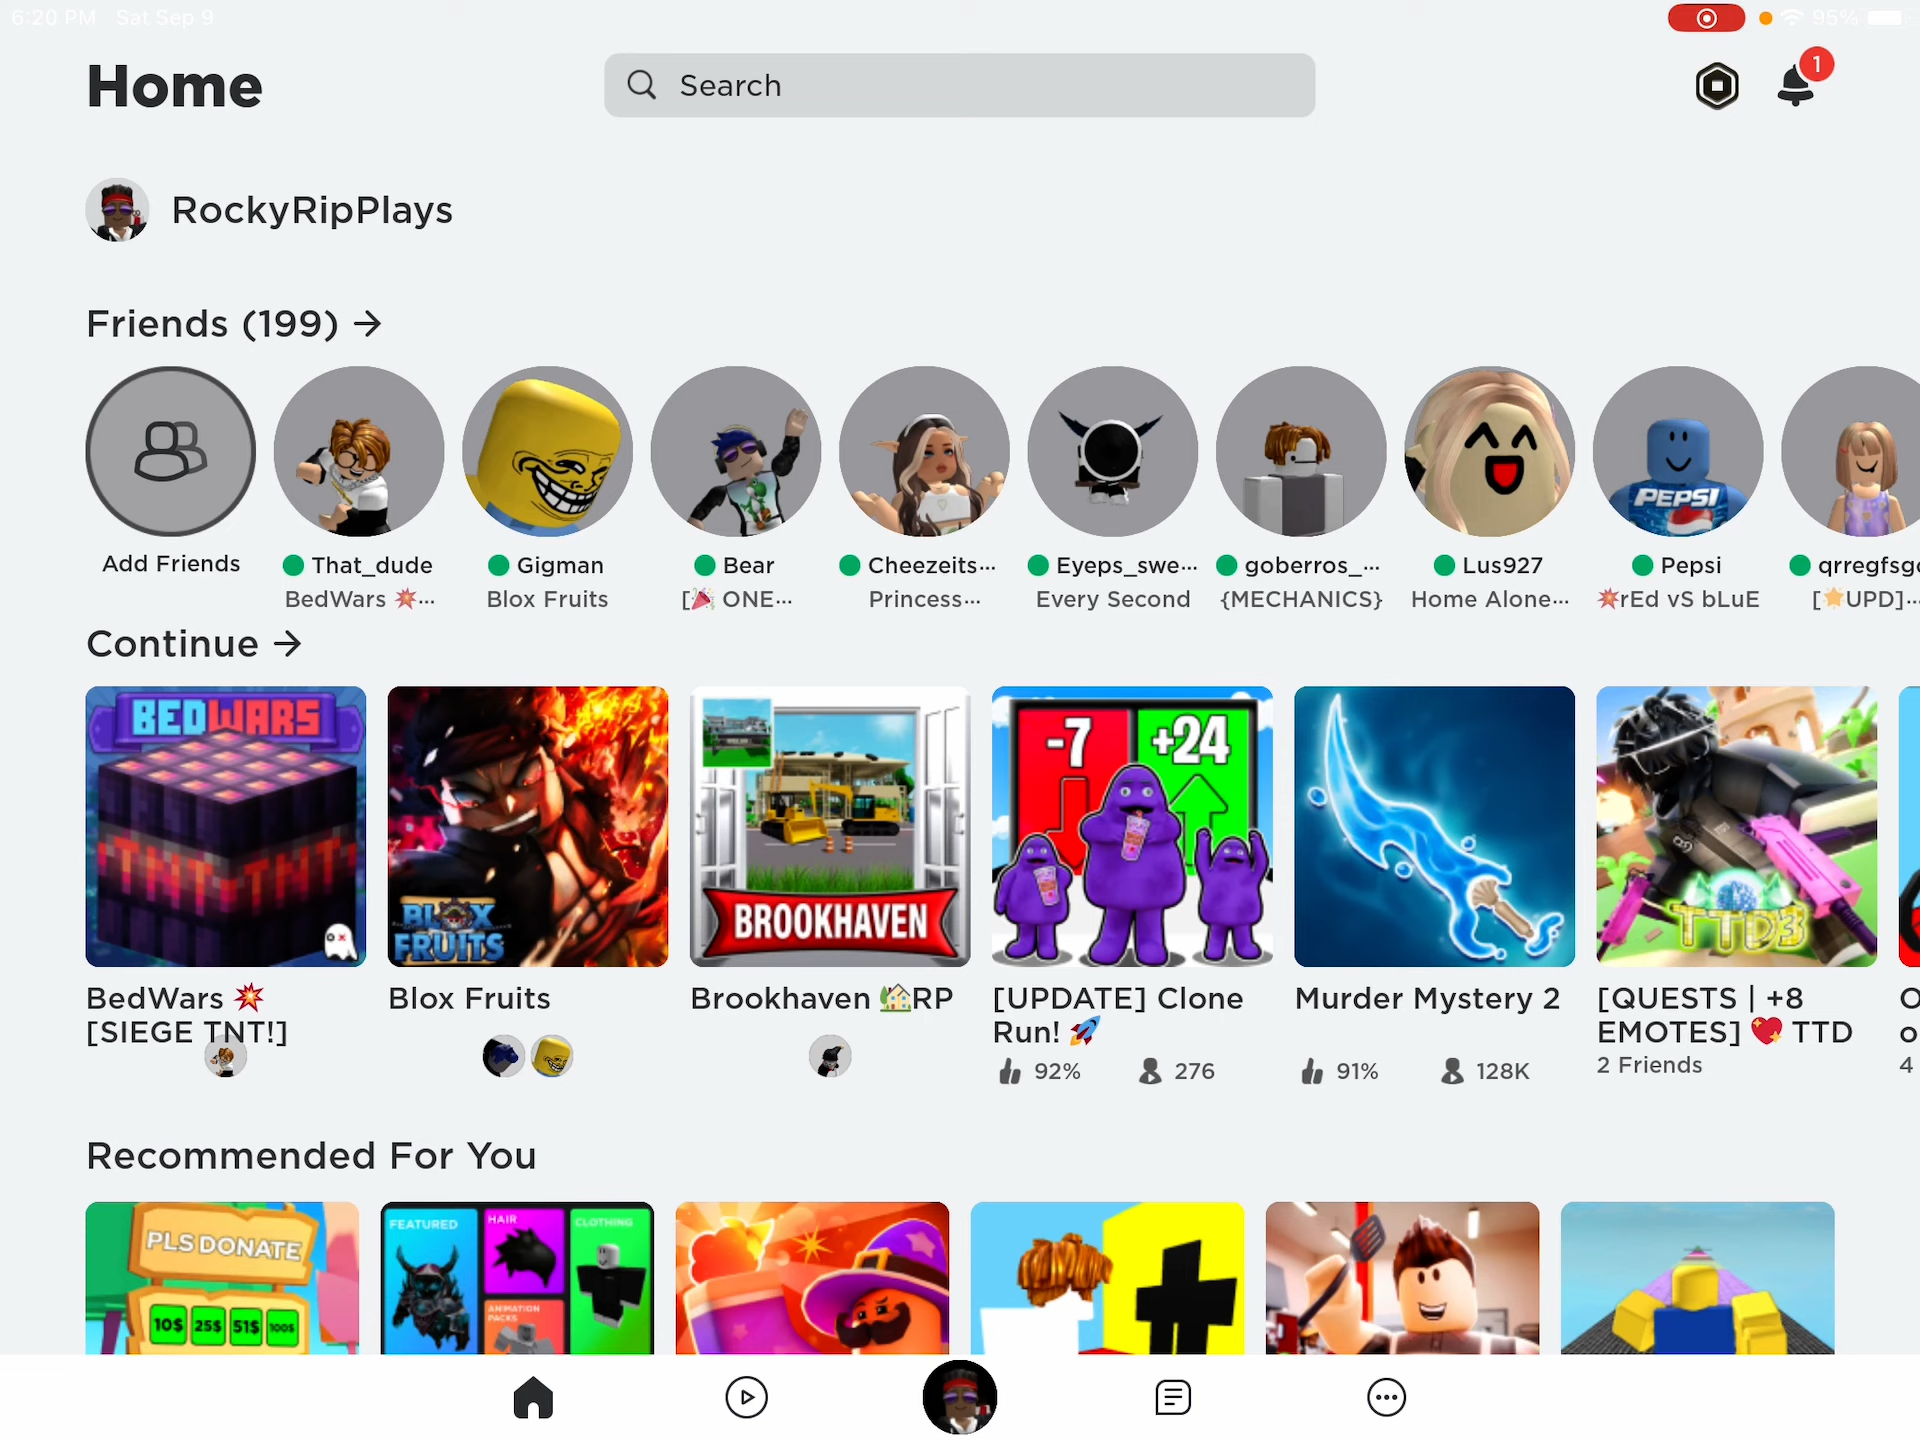 6:20 PM Sat Sep 9
95%
Home
Search
1
RockyRipPlays
Friends (199) →
Add Friends
That_dude
Gigman
Bear
Cheezeits...
Eyeps_swe...
goberros_...
Lus927
Pepsi
qrregfsg
BedWars 💥...
Blox Fruits
[🎉 ONE...
Princess...
Every Second
{MECHANICS}
Home Alone...
💥rEd vS bLuE
[🌟UPD]...
PEPSI
Continue →
BEDWARS
TNT TNT
BLOX
FRUITS
BROOKHAVEN
-7
+24
TTD3
BedWars 💥
[SIEGE TNT!]
Blox Fruits
Brookhaven 🏡RP
[UPDATE] Clone
Run! 🚀
92%
276
Murder Mystery 2
91%
128K
[QUESTS | +8
EMOTES] 💖 TTD
2 Friends
4
Recommended For You
PLS DONATE
10$ 25$ 51$ 100$
FEATURED
HAIR
CLOTHING
ANIMATION
PACKS